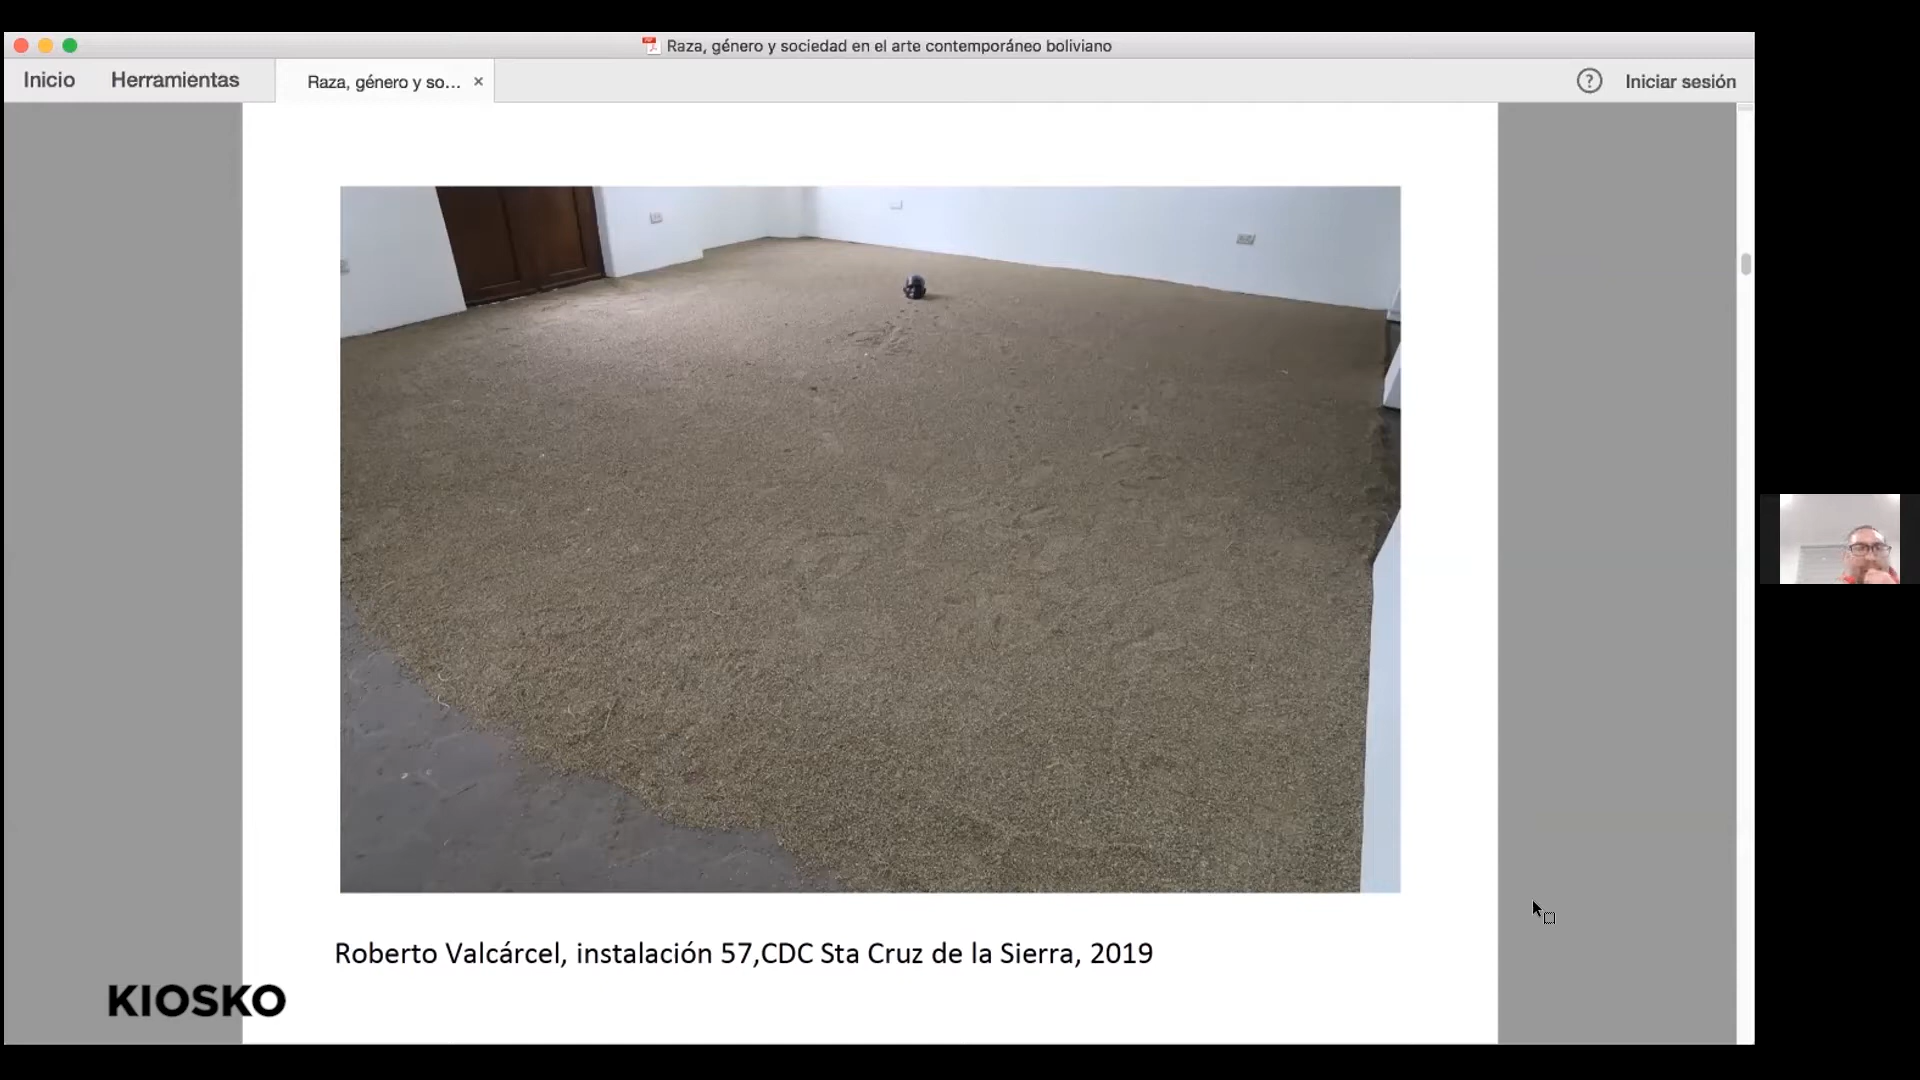 Raza, género y sociedad en el arte contemporáneo boliviano
Inicio Herramientas Raza, género y so... × ? Iniciar sesión
Roberto Valcárcel, instalación 57,CDC Sta Cruz de la Sierra, 2019
KIOSKO